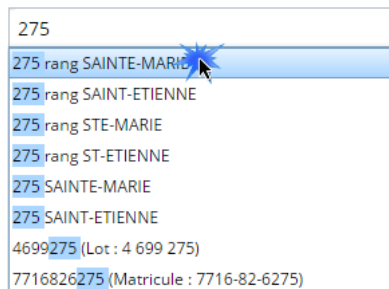 275
275 rang SAINTE-MARIE
275 rang SAINT-ETIENNE
275 rang STE-MARIE
275 rang ST-ETIENNE
275 SAINTE-MARIE
275 SAINT-ETIENNE
4699275 (Lot : 4 699 275)
7716826275 (Matricule : 7716-82-6275)